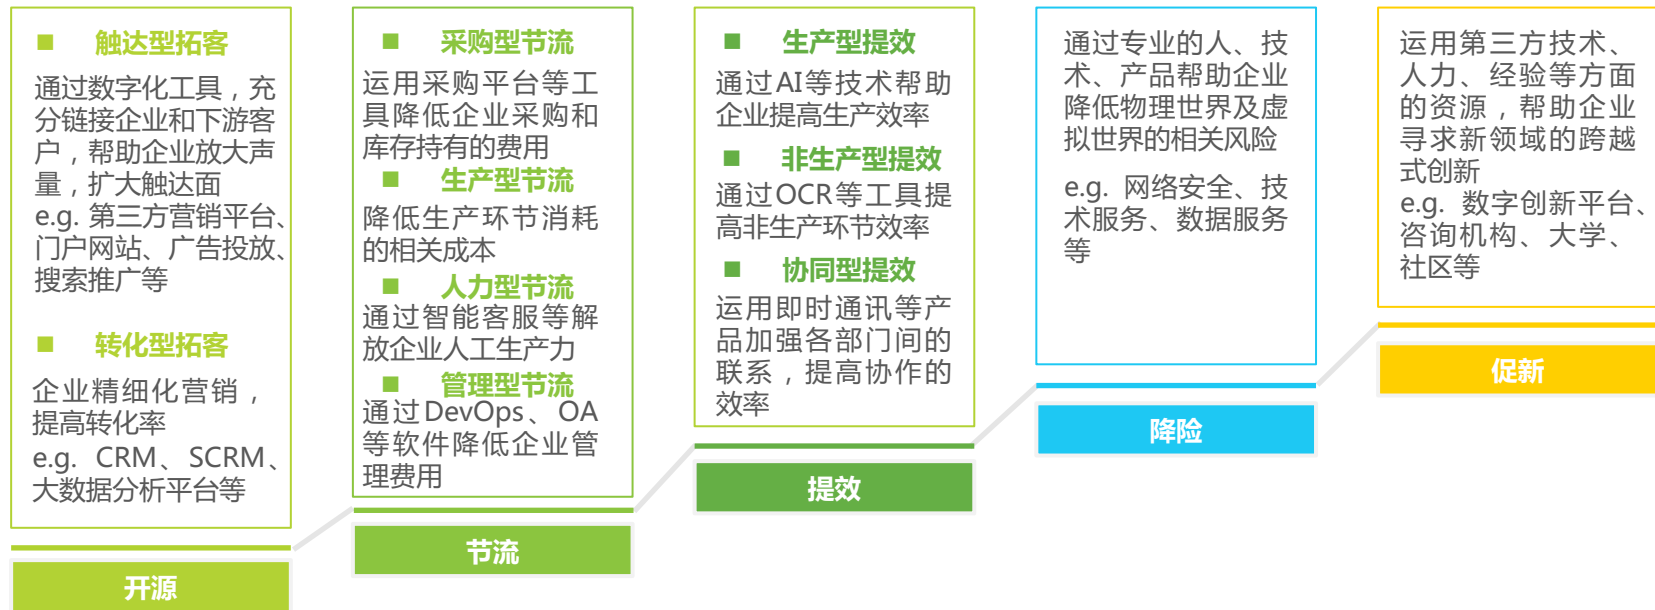 触达型拓客
通过数字化工具，充
分链接企业和下游客
户，帮助企业放大声
量，扩大触达面
e.g. 第三方营销平台、
门户网站、广告投放、
搜索推广等
转化型拓客
企业精细化营销，
提高转化率
e.g. CRM、SCRM、
大数据分析平台等
开源
采购型节流
运用采购平台等工
具降低企业采购和
库存持有的费用
生产型节流
降低生产环节消耗
的相关成本
人力型节流
通过智能客服等解
放企业人工生产力
管理型节流
通过DevOps、OA
等软件降低企业管
理费用
节流
生产型提效
通过AI等技术帮助
企业提高生产效率
非生产型提效
通过OCR等工具提
高非生产环节效率
协同型提效
运用即时通讯等产
品加强各部门间的
联系，提高协作的
效率
提效
通过专业的人、技
术、产品帮助企业
降低物理世界及虚
拟世界的相关风险
e.g. 网络安全、技
术服务、数据服务
等
降险
运用第三方技术、
人力、经验等方面
的资源，帮助企业
寻求新领域的跨越
式创新
e.g. 数字创新平台、
咨询机构、大学、
社区等
促新